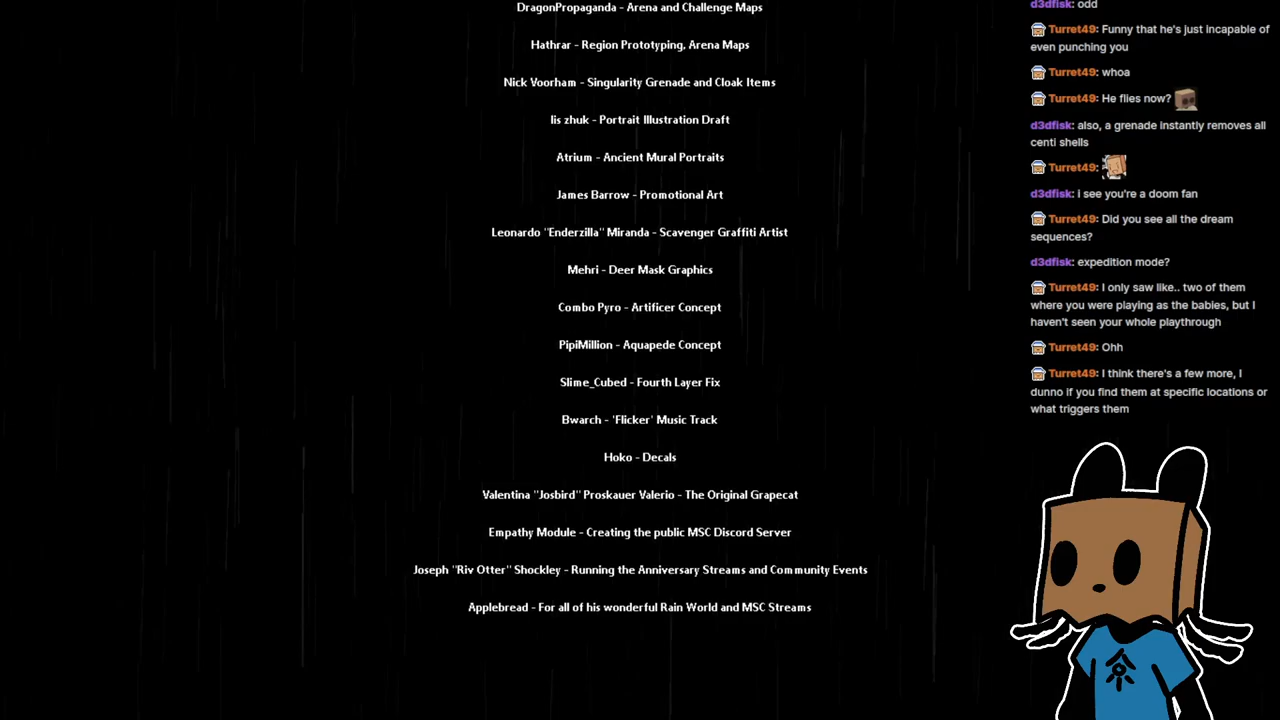 DragonPropaganda - Arena and Challenge Maps
Hathrar - Region Prototyping, Arena Maps
Nick Voorham - Singularity Grenade and Cloak Items
lis zhuk - Portrait Illustration Draft
Atrium - Ancient Mural Portraits
James Barrow - Promotional Art
Leonardo "Enderzilla" Miranda - Scavenger Graffiti Artist
Mehri - Deer Mask Graphics
Combo Pyro - Artificer Concept
PipiMillion - Aquapede Concept
Slime_Cubed - Fourth Layer Fix
Bwarch - 'Flicker' Music Track
Hoko - Decals
Valentina "Josbird" Proskauer Valerio - The Original Grapecat
Empathy Module - Creating the public MSC Discord Server
Joseph "Riv Otter" Shockley - Running the Anniversary Streams and Community Events
Applebread - For all of his wonderful Rain World and MSC Streams
d3dfisk: odd
Turret49: Funny that he's just incapable of
even punching you
Turret49: whoa
Turret49: He flies now?
d3dfisk: also, a grenade instantly removes all
centi shells
Turret49:
d3dfisk: i see you're a doom fan
Turret49: Did you see all the dream
sequences?
d3dfisk: expedition mode?
Turret49: I only saw like.. two of them
where you were playing as the babies, but I
haven't seen your whole playthrough
Turret49: Ohh
Turret49: I think there's a few more, I
dunno if you find them at specific locations or
what triggers them